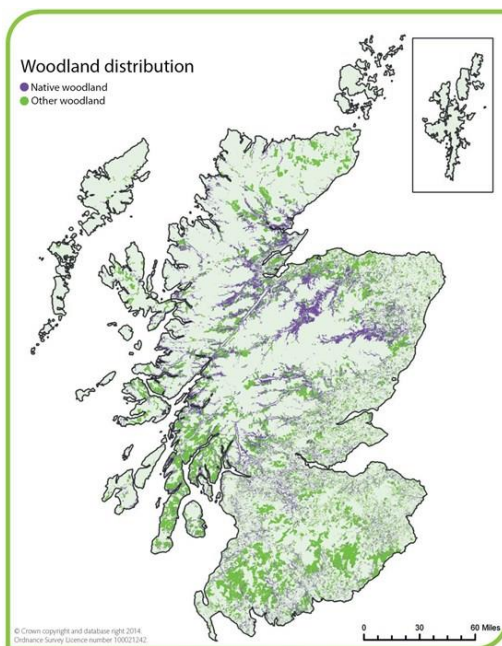 Woodland distribution
Native woodland
Other woodland
© Crown copyright and database right 2014.
Ordnance Survey Licence number 100021242.
0 30 60 Miles